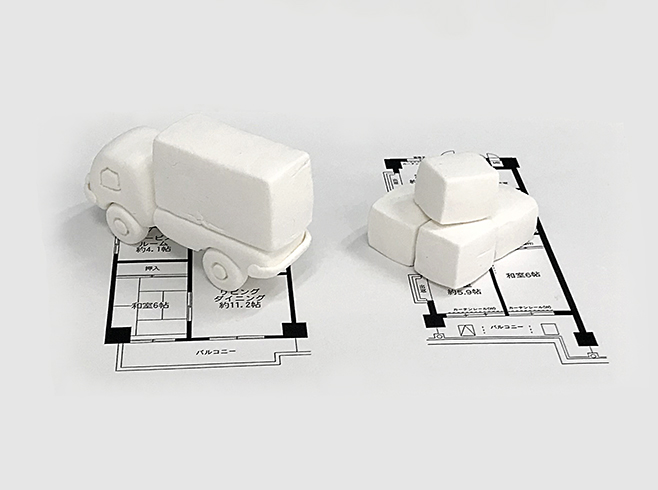 ルーム
約4.1帖
押入
和室6帖
リビング
ダイニング
約11.2帖
バルコニー
和室6帖
約5.9帖
カーテンレール(W)
カーテンレール(W)
バルコニー